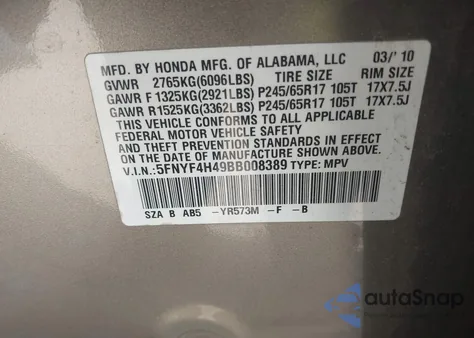 MFD. BY HONDA MFG. OF ALABAMA, LLC 03/'10
GVWR 2765KG(6096LBS) TIRE SIZE RIM SIZE
GAWR F 1325KG(2921LBS) P245/65R17 105T 17X7.5J
GAWR R1525KG(3362LBS) P245/65R17 105T 17X7.5J
THIS VEHICLE CONFORMS TO ALL APPLICABLE
FEDERAL MOTOR VEHICLE SAFETY STANDARDS IN
EFFECT ON THE DATE OF MANUFACTURE SHOWN ABOVE.
V.I.N.:5FNYF4H49BB008389 TYPE: MPV
SZA B AB5 -YR573M -F -B
autoSnap